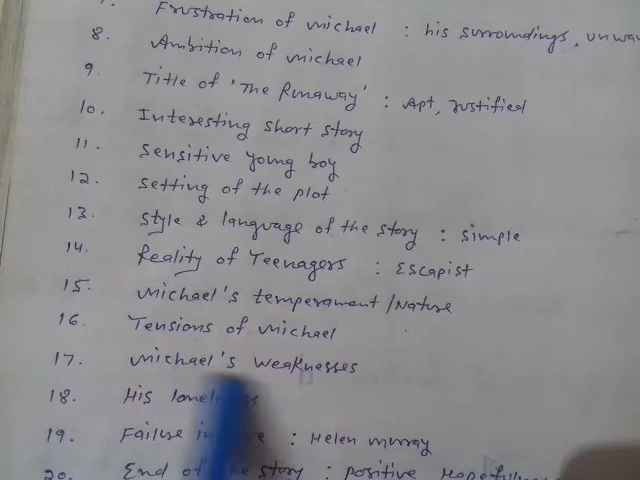 7. Frustration of Michael : his surroundings,
8. Ambition of Michael
9. Title of 'The Runaway' : Apt, Justified
10. Interesting short story
11. Sensitive young boy
12. Setting of the plot
13. Style & language of the story : simple
14. Reality of Teenagers : Escapist
15. Michael's temperament / Nature
16. Tensions of Michael
17. Michael's weaknesses
18. His
19. Failure : Helen Murray
20. End of the story : positive